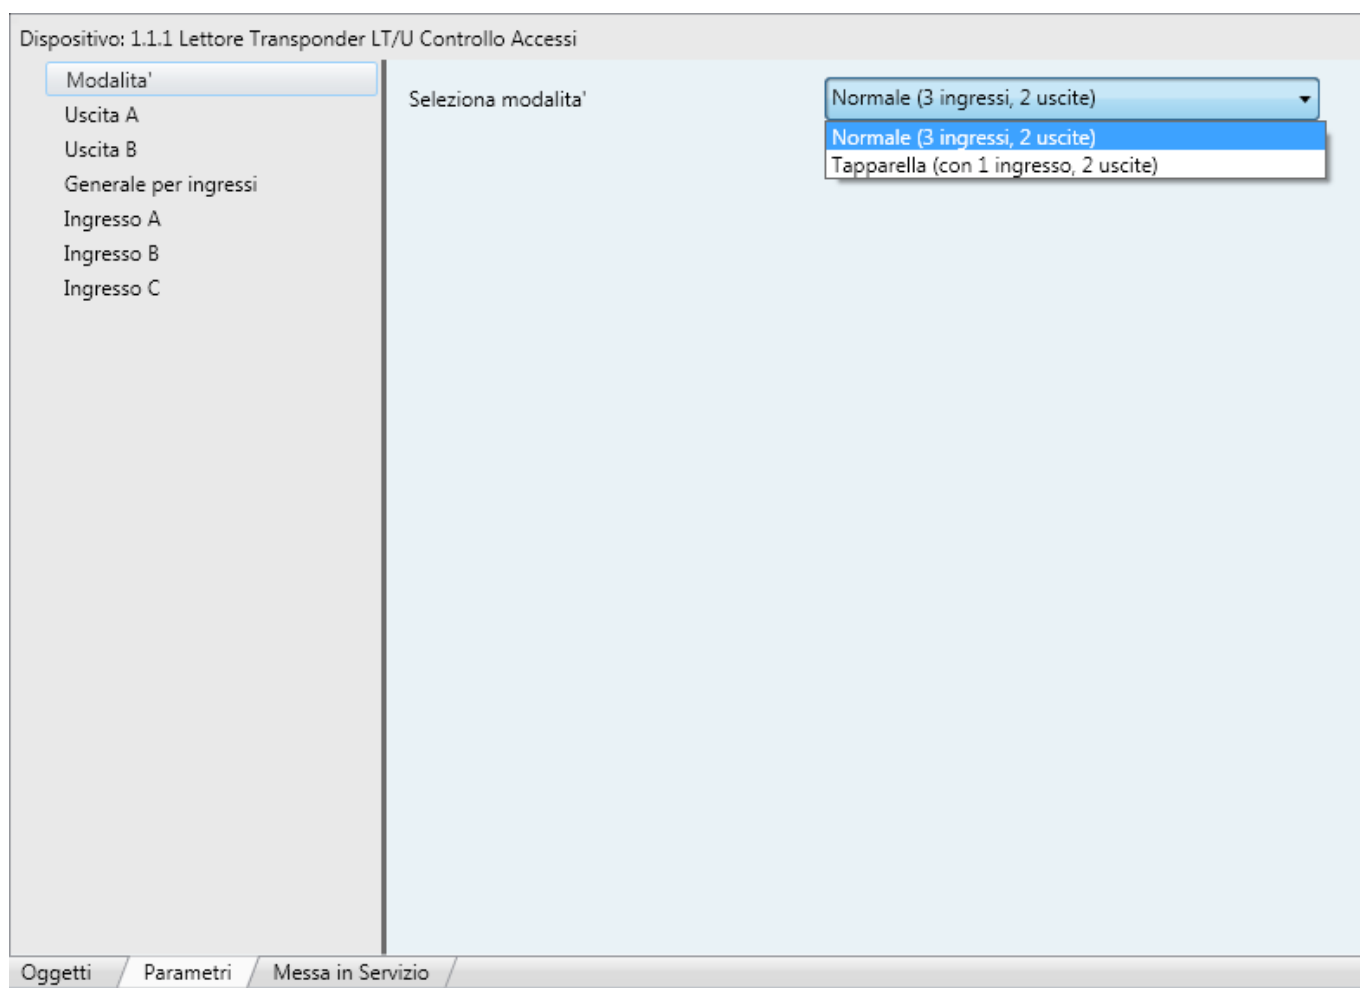 Dispositivo: 1.1.1 Lettore Transponder LT/U Controllo Accessi
Modalita'
Uscita A
Uscita B
Generale per ingressi
Ingresso A
Ingresso B
Ingresso C
Seleziona modalita'
Normale (3 ingressi, 2 uscite)
Normale (3 ingressi, 2 uscite)
Tapparella (con 1 ingresso, 2 uscite)
Oggetti
Parametri
Messa in Servizio